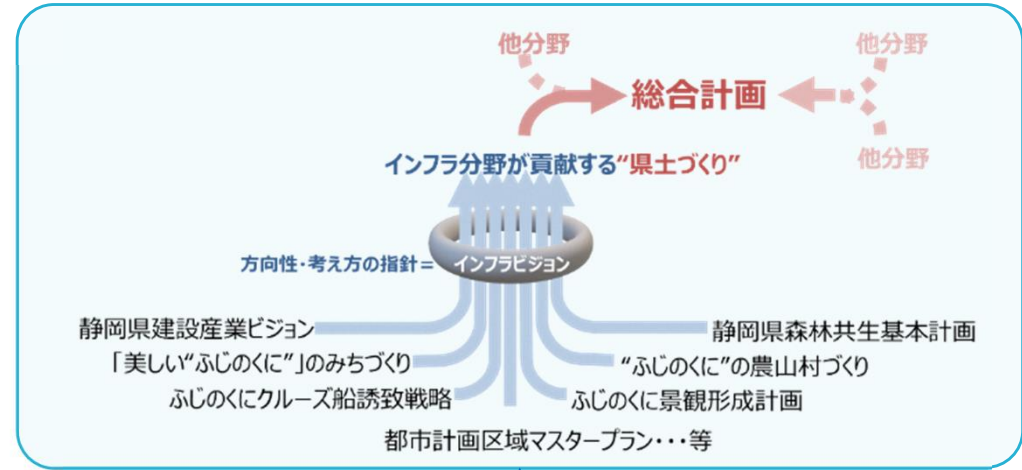 他分野
他分野
総合計画
他分野
インフラ分野が貢献する“県土づくり”
方向性・考え方の指針=
インフラビジョン
静岡県建設産業ビジョン
静岡県森林共生基本計画
「美しい“ふじのくに”」のみちづくり
“ふじのくに”の農山村づくり
ふじのくにクルーズ船誘致戦略
ふじのくに景観形成計画
都市計画区域マスタープラン・・・等